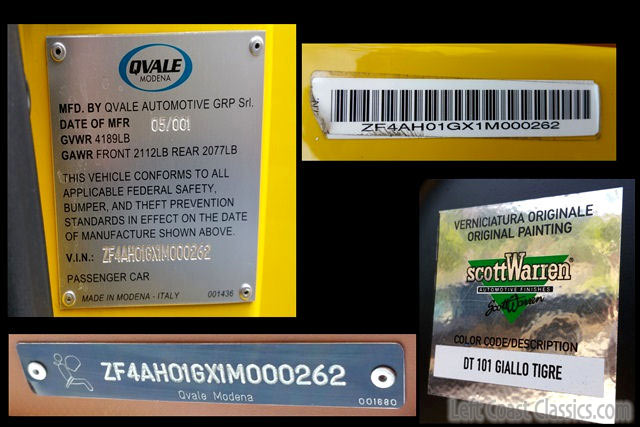 QVALE
MODENA
MFD. BY QVALE AUTOMOTIVE GRP Srl.
DATE OF MFR 05/001
GVWR 4189LB
GAWR FRONT 2112LB REAR 2077LB
THIS VEHICLE CONFORMS TO ALL
APPLICABLE FEDERAL SAFETY,
BUMPER, AND THEFT PREVENTION
STANDARDS IN EFFECT ON THE DATE
OF MANUFACTURE SHOWN ABOVE.
V.I.N.: ZF4AH01GX1M000262
PASSENGER CAR
MADE IN MODENA - ITALY 001436
ZF4AH01GX1M000262
VERNICIATURA ORIGINALE
ORIGINAL PAINTING
scottWarren®
AUTOMOTIVE FINISHES
Scott Warren
COLOR CODE/DESCRIPTION
DT 101 GIALLO TIGRE
ZF4AH01GX1M000262
Qvale Modena
001680
Left Coast Classics.com